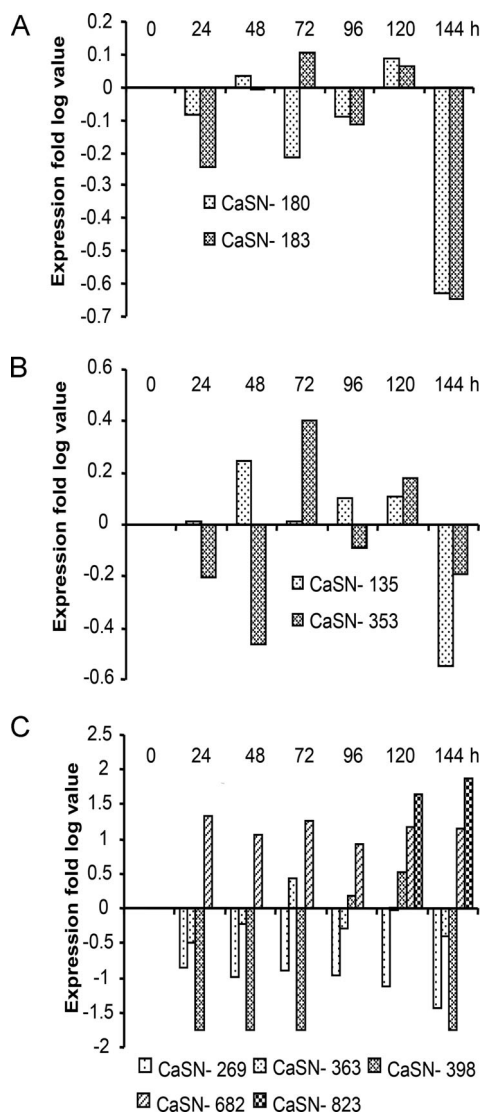 A
Expression fold log value
0.2
0.1
0
-0.1
-0.2
-0.3
-0.4
-0.5
-0.6
-0.7
0 24 48 72 96 120 144 h
CaSN- 180
CaSN- 183
B
Expression fold log value
0.6
0.4
0.2
0
-0.2
-0.4
-0.6
0 24 48 72 96 120 144 h
CaSN- 135
CaSN- 353
C
Expression fold log value
2.5
2
1.5
1
0.5
0
-0.5
-1
-1.5
-2
0 24 48 72 96 120 144 h
CaSN- 269 CaSN- 363 CaSN- 398
CaSN- 682 CaSN- 823